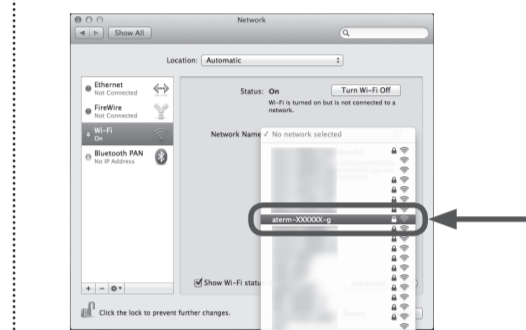 Network
Show All
Location: Automatic
Ethernet
Not Connected
FireWire
Not Connected
Wi-Fi
On
Bluetooth PAN
No IP Address
Status: On
Turn Wi-Fi Off
Wi-Fi is turned on but is not connected to a
network.
Network Name
✓ No network selected
aterm-XXXXXX-g
Show Wi-Fi statu
Click the lock to prevent further changes.